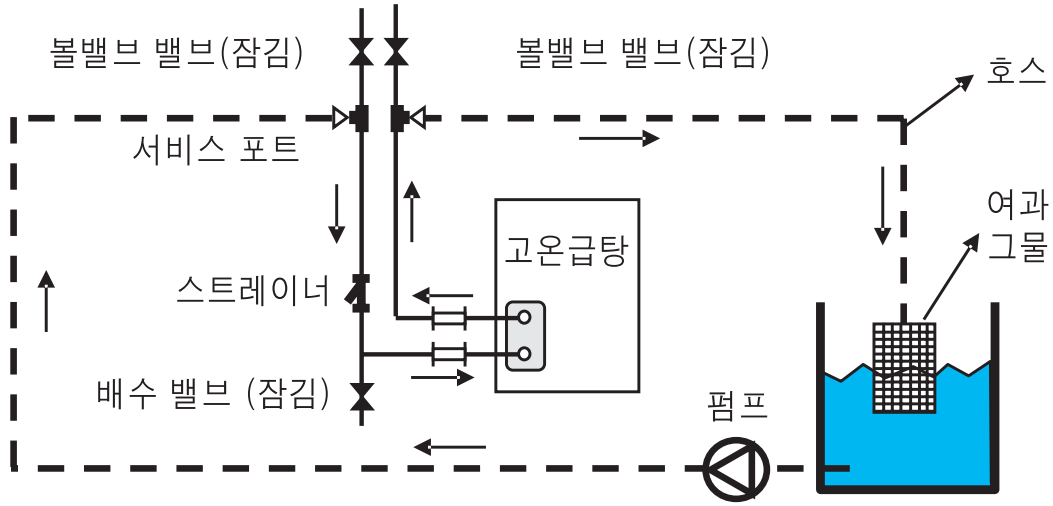 볼밸브 밸브(잠김)
볼밸브 밸브(잠김)
호스
서비스 포트
여과
그물
고온급탕
스트레이너
배수 밸브 (잠김)
펌프